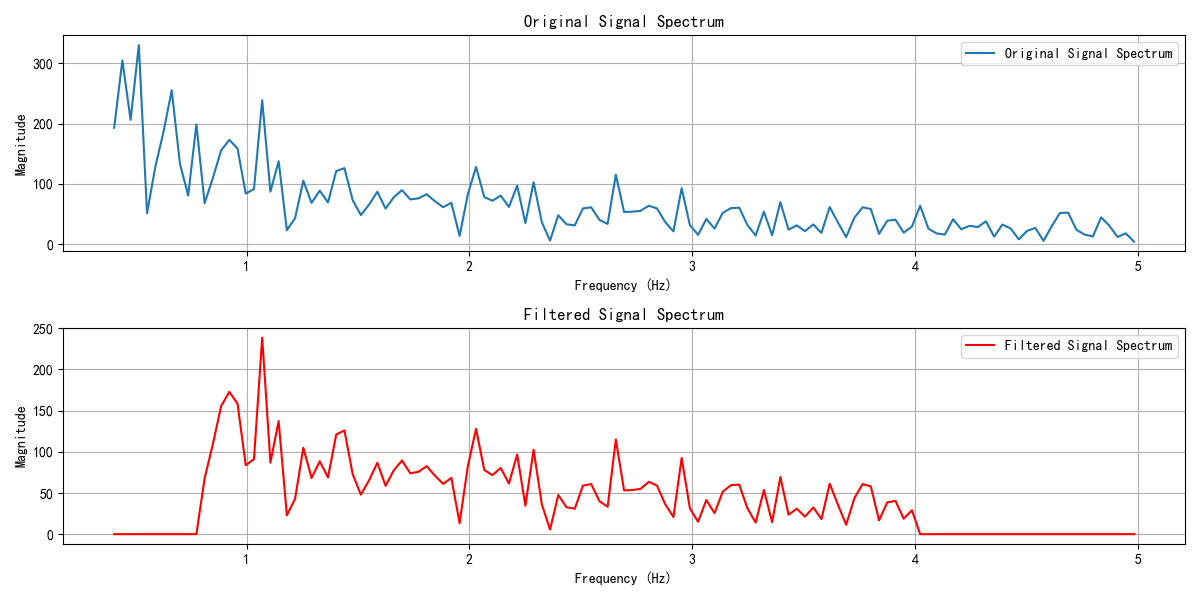 Original Signal Spectrum
Original Signal Spectrum
Magnitude
300
200
100
0
1
2
3
4
5
Frequency (Hz)
Filtered Signal Spectrum
Filtered Signal Spectrum
Magnitude
250
200
150
100
50
0
1
2
3
4
5
Frequency (Hz)